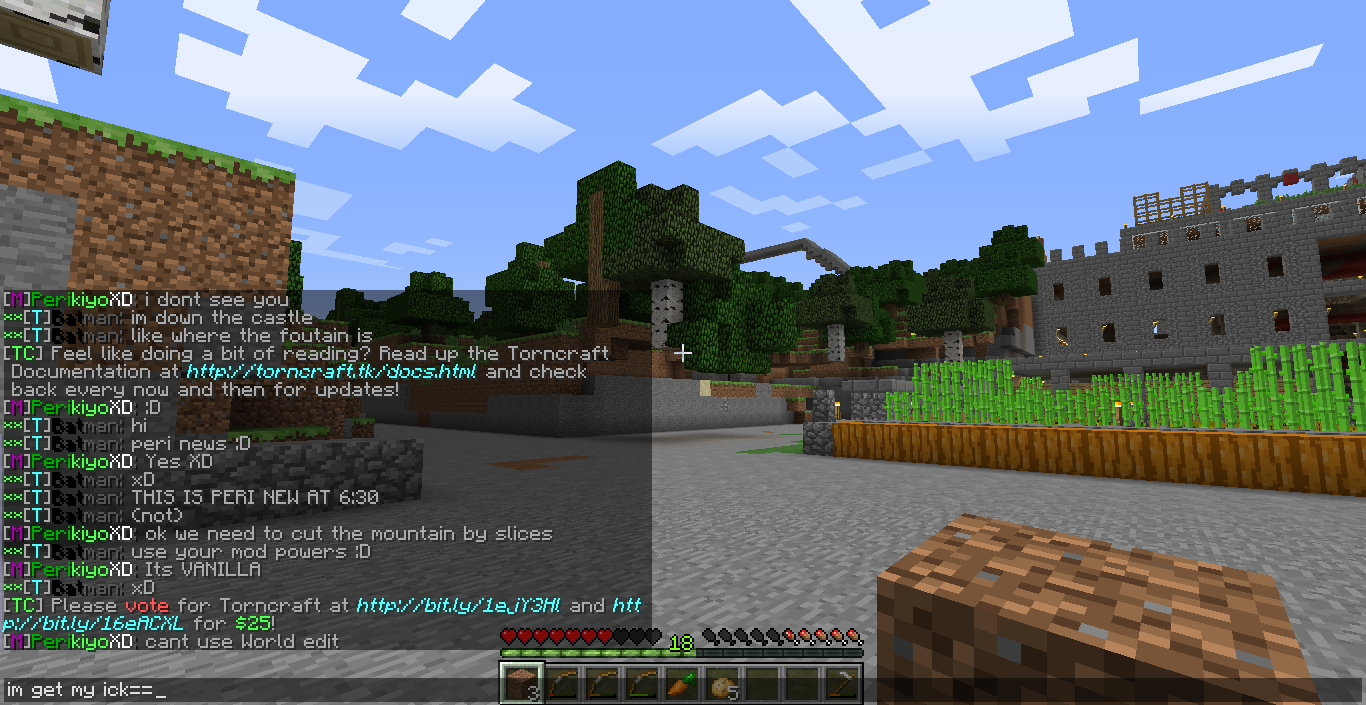 [M]PerikiyoXD: i dont see you
**[T]Batman: im down the castle
**[T]Batman: like where the foutain is
[TC] Feel like doing a bit of reading? Read up the Torncraft
Documentation at http://torncraft.tk/docs.html and check
back every now and then for updates!
[M]PerikiyoXD: :D
**[T]Batman: hi
**[T]Batman: peri news :D
[M]PerikiyoXD: Yes XD
**[T]Batman: xD
**[T]Batman: THIS IS PERI NEW AT 6:30
**[T]Batman: (not)
[M]PerikiyoXD: ok we need to cut the mountain by slices
**[T]Batman: use your mod powers :D
[M]PerikiyoXD: Its VANILLA
**[T]Batman: xD
[TC] Please vote for Torncraft at http://bit.ly/1ejY3Hl and htt
p://bit.ly/16eACXL for $25!
[M]PerikiyoXD: cant use World edit
18
3
5
im get my ick==_